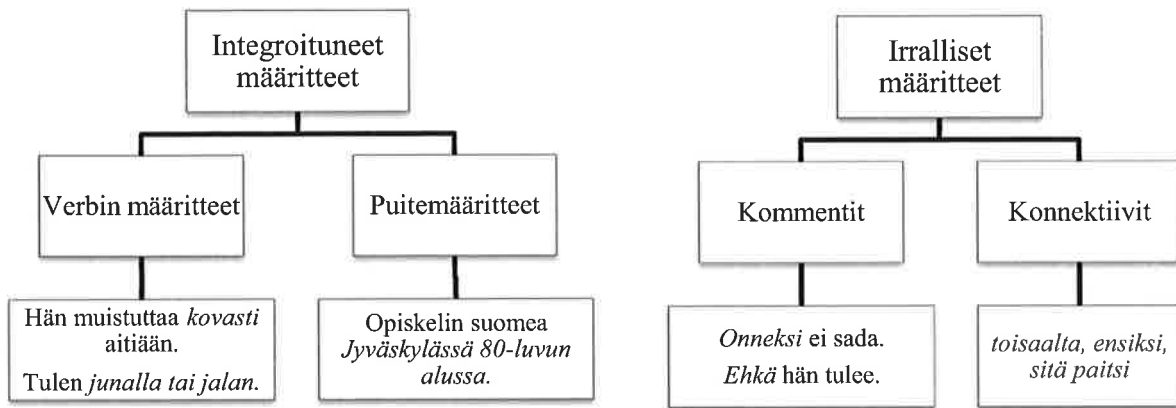 Integroituneet
määritteet
Irralliset
määritteet
Verbin määritteet
Puitemääritteet
Kommentit
Konnektiivit
Hän muistuttaa kovasti
aitiään.
Tulen junalla tai jalan.
Opiskelin suomea
Jyväskylässä 80-luvun
alussa.
Onneksi ei sada.
Ehkä hän tulee.
toisaalta, ensiksi,
sitä paitsi